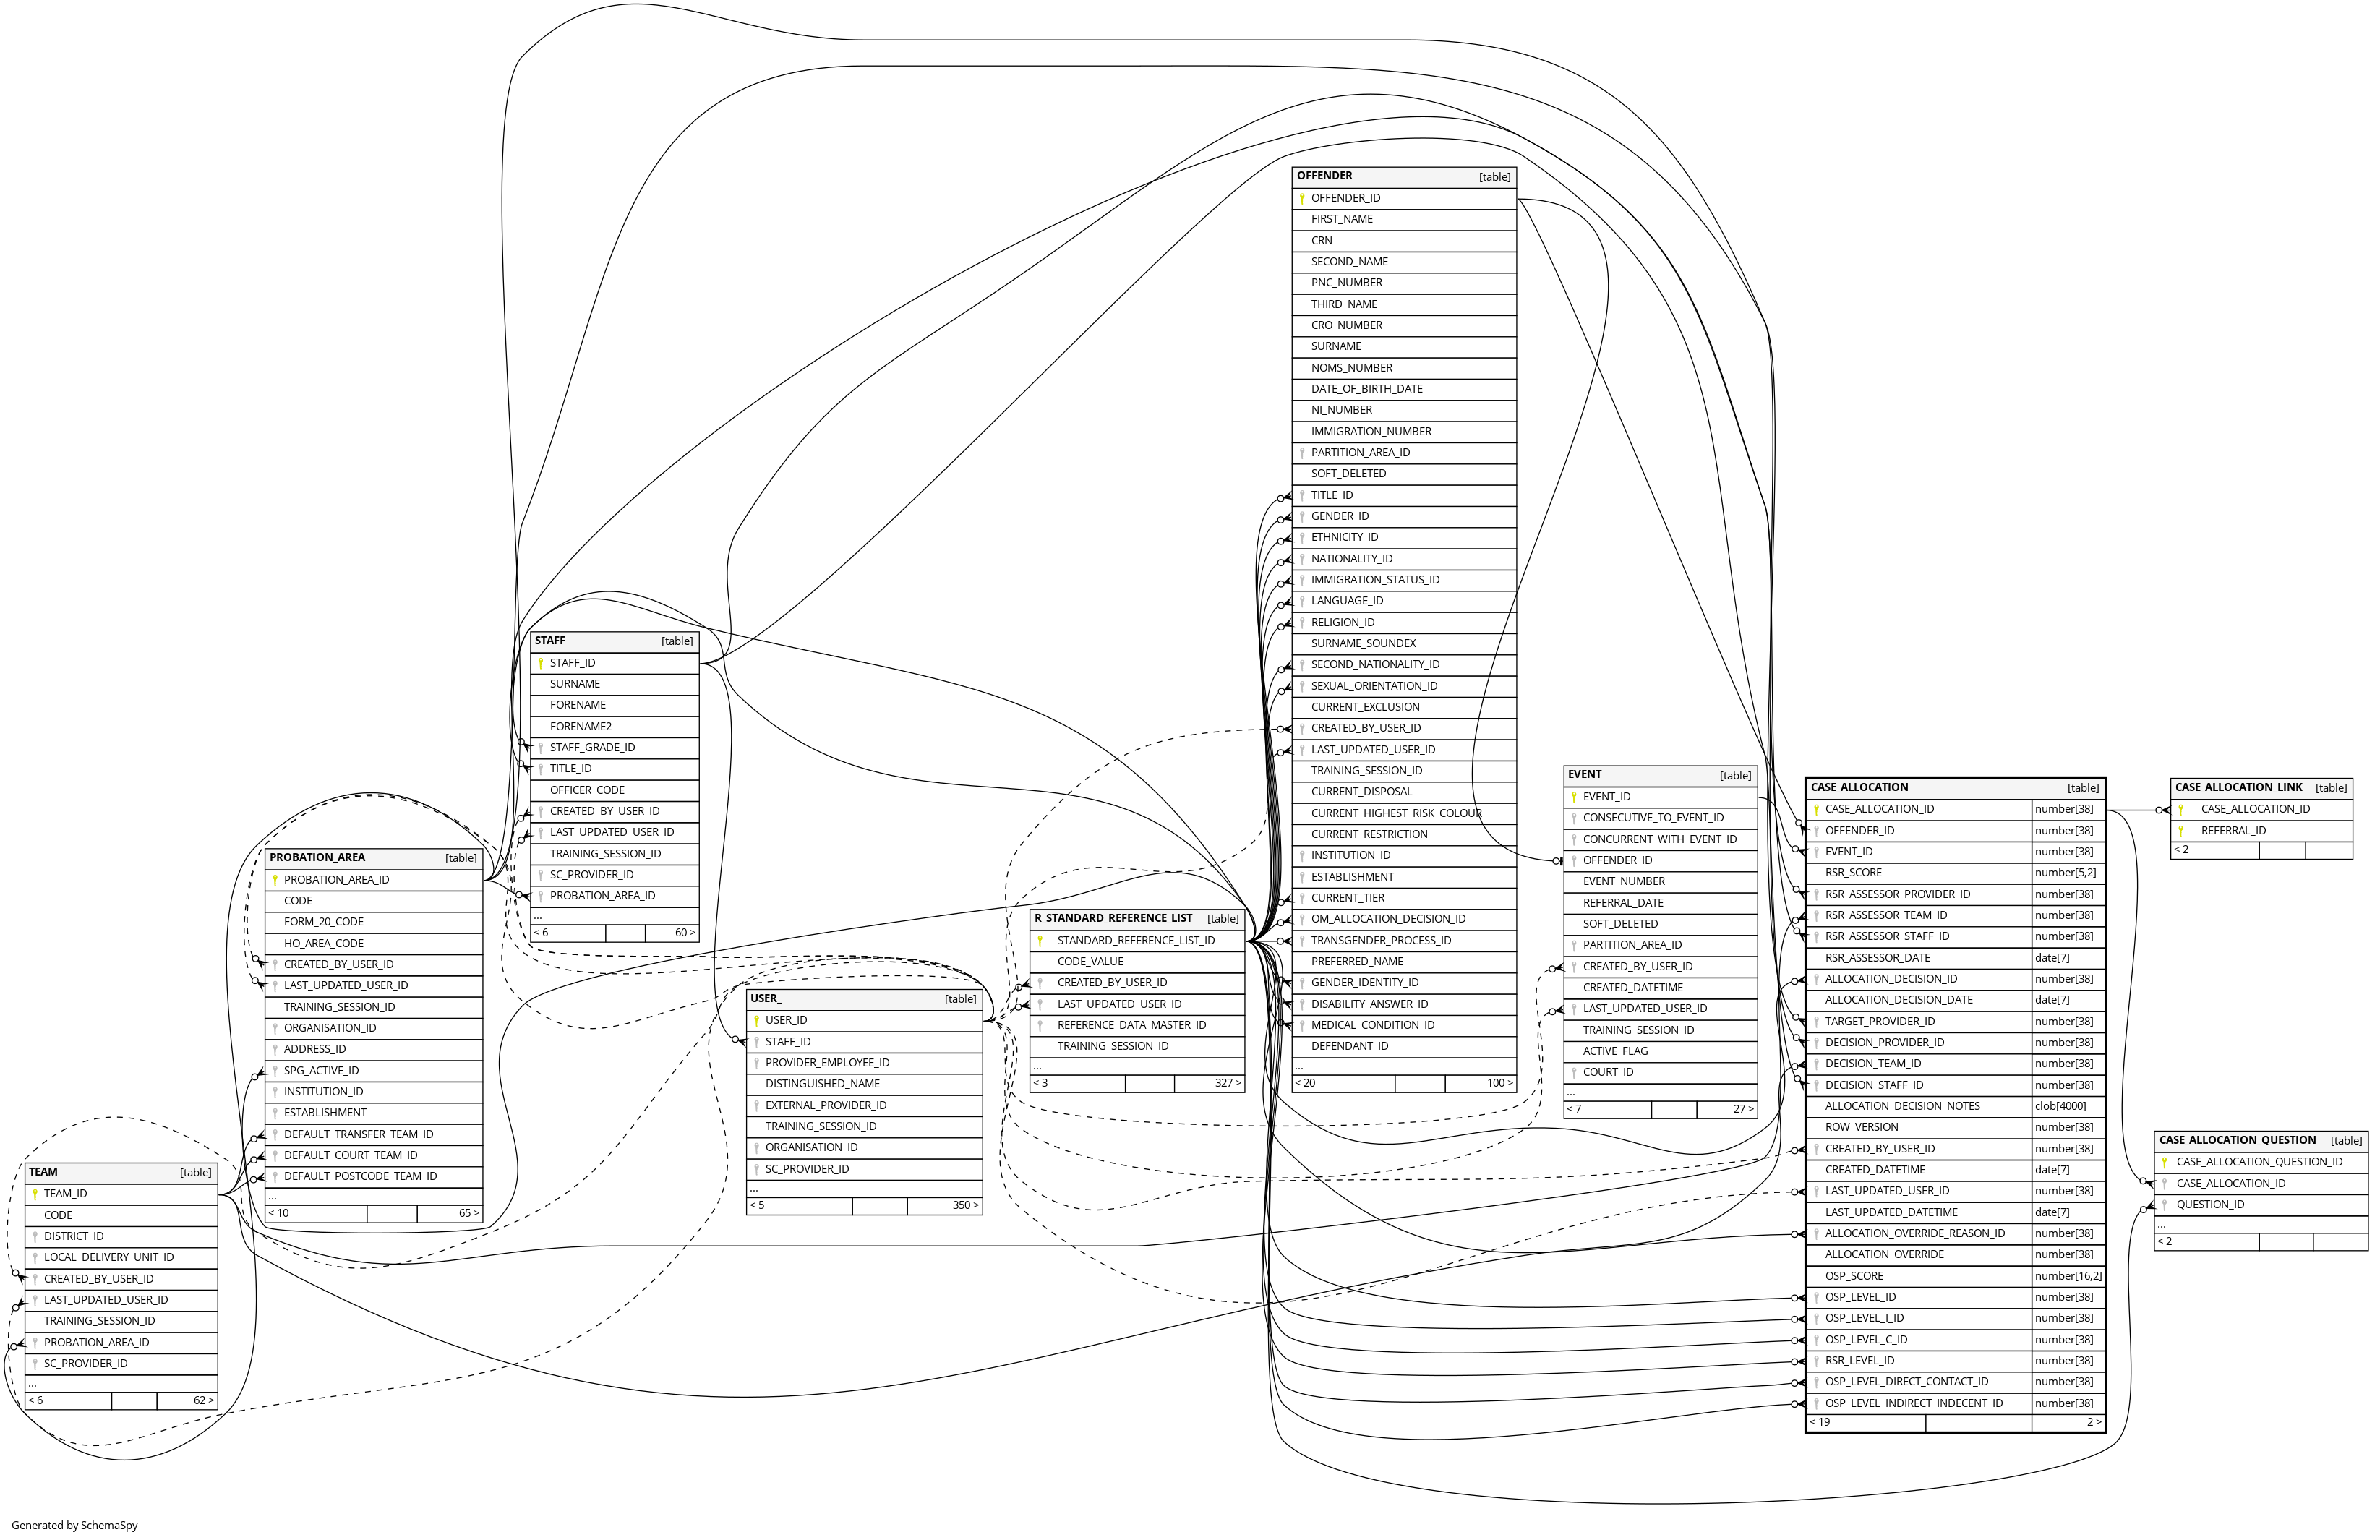 OFFENDER [table]
OFFENDER_ID
FIRST_NAME
CRN
SECOND_NAME
PNC_NUMBER
THIRD_NAME
CRO_NUMBER
SURNAME
NOMS_NUMBER
DATE_OF_BIRTH_DATE
NI_NUMBER
IMMIGRATION_NUMBER
PARTITION_AREA_ID
SOFT_DELETED
TITLE_ID
GENDER_ID
ETHNICITY_ID
NATIONALITY_ID
IMMIGRATION_STATUS_ID
LANGUAGE_ID
RELIGION_ID
SURNAME_SOUNDEX
SECOND_NATIONALITY_ID
SEXUAL_ORIENTATION_ID
CURRENT_EXCLUSION
CREATED_BY_USER_ID
LAST_UPDATED_USER_ID
TRAINING_SESSION_ID
CURRENT_DISPOSAL
CURRENT_HIGHEST_RISK_COLOUR
CURRENT_RESTRICTION
INSTITUTION_ID
ESTABLISHMENT
CURRENT_TIER
OM_ALLOCATION_DECISION_ID
TRANSGENDER_PROCESS_ID
PREFERRED_NAME
GENDER_IDENTITY_ID
DISABILITY_ANSWER_ID
MEDICAL_CONDITION_ID
DEFENDANT_ID
...
< 20 100 >
STAFF [table]
STAFF_ID
SURNAME
FORENAME
FORENAME2
STAFF_GRADE_ID
TITLE_ID
OFFICER_CODE
CREATED_BY_USER_ID
LAST_UPDATED_USER_ID
TRAINING_SESSION_ID
SC_PROVIDER_ID
PROBATION_AREA_ID
...
< 6 60 >
PROBATION_AREA [table]
PROBATION_AREA_ID
CODE
FORM_20_CODE
HO_AREA_CODE
CREATED_BY_USER_ID
LAST_UPDATED_USER_ID
TRAINING_SESSION_ID
ORGANISATION_ID
ADDRESS_ID
SPG_ACTIVE_ID
INSTITUTION_ID
ESTABLISHMENT
DEFAULT_TRANSFER_TEAM_ID
DEFAULT_COURT_TEAM_ID
DEFAULT_POSTCODE_TEAM_ID
...
< 10 65 >
TEAM [table]
TEAM_ID
CODE
DISTRICT_ID
LOCAL_DELIVERY_UNIT_ID
CREATED_BY_USER_ID
LAST_UPDATED_USER_ID
TRAINING_SESSION_ID
PROBATION_AREA_ID
SC_PROVIDER_ID
...
< 6 62 >
USER_ [table]
USER_ID
STAFF_ID
PROVIDER_EMPLOYEE_ID
DISTINGUISHED_NAME
EXTERNAL_PROVIDER_ID
TRAINING_SESSION_ID
ORGANISATION_ID
SC_PROVIDER_ID
...
< 5 350 >
R_STANDARD_REFERENCE_LIST [table]
STANDARD_REFERENCE_LIST_ID
CODE_VALUE
CREATED_BY_USER_ID
LAST_UPDATED_USER_ID
REFERENCE_DATA_MASTER_ID
TRAINING_SESSION_ID
...
< 3 327 >
EVENT [table]
EVENT_ID
CONSECUTIVE_TO_EVENT_ID
CONCURRENT_WITH_EVENT_ID
OFFENDER_ID
EVENT_NUMBER
REFERRAL_DATE
SOFT_DELETED
PARTITION_AREA_ID
CREATED_BY_USER_ID
CREATED_DATETIME
LAST_UPDATED_USER_ID
TRAINING_SESSION_ID
ACTIVE_FLAG
COURT_ID
...
< 7 27 >
CASE_ALLOCATION [table]
CASE_ALLOCATION_ID number[38]
OFFENDER_ID number[38]
EVENT_ID number[38]
RSR_SCORE number[5,2]
RSR_ASSESSOR_PROVIDER_ID number[38]
RSR_ASSESSOR_TEAM_ID number[38]
RSR_ASSESSOR_STAFF_ID number[38]
RSR_ASSESSOR_DATE date[7]
ALLOCATION_DECISION_ID number[38]
ALLOCATION_DECISION_DATE date[7]
TARGET_PROVIDER_ID number[38]
DECISION_PROVIDER_ID number[38]
DECISION_TEAM_ID number[38]
DECISION_STAFF_ID number[38]
ALLOCATION_DECISION_NOTES clob[4000]
ROW_VERSION number[38]
CREATED_BY_USER_ID number[38]
CREATED_DATETIME date[7]
LAST_UPDATED_USER_ID number[38]
LAST_UPDATED_DATETIME date[7]
ALLOCATION_OVERRIDE_REASON_ID number[38]
ALLOCATION_OVERRIDE number[38]
OSP_SCORE number[16,2]
OSP_LEVEL_ID number[38]
OSP_LEVEL_I_ID number[38]
OSP_LEVEL_C_ID number[38]
RSR_LEVEL_ID number[38]
OSP_LEVEL_DIRECT_CONTACT_ID number[38]
OSP_LEVEL_INDIRECT_INDECENT_ID number[38]
< 19 2 >
CASE_ALLOCATION_LINK [table]
CASE_ALLOCATION_ID
REFERRAL_ID
< 2
CASE_ALLOCATION_QUESTION [table]
CASE_ALLOCATION_QUESTION_ID
CASE_ALLOCATION_ID
QUESTION_ID
...
< 2
Generated by SchemaSpy